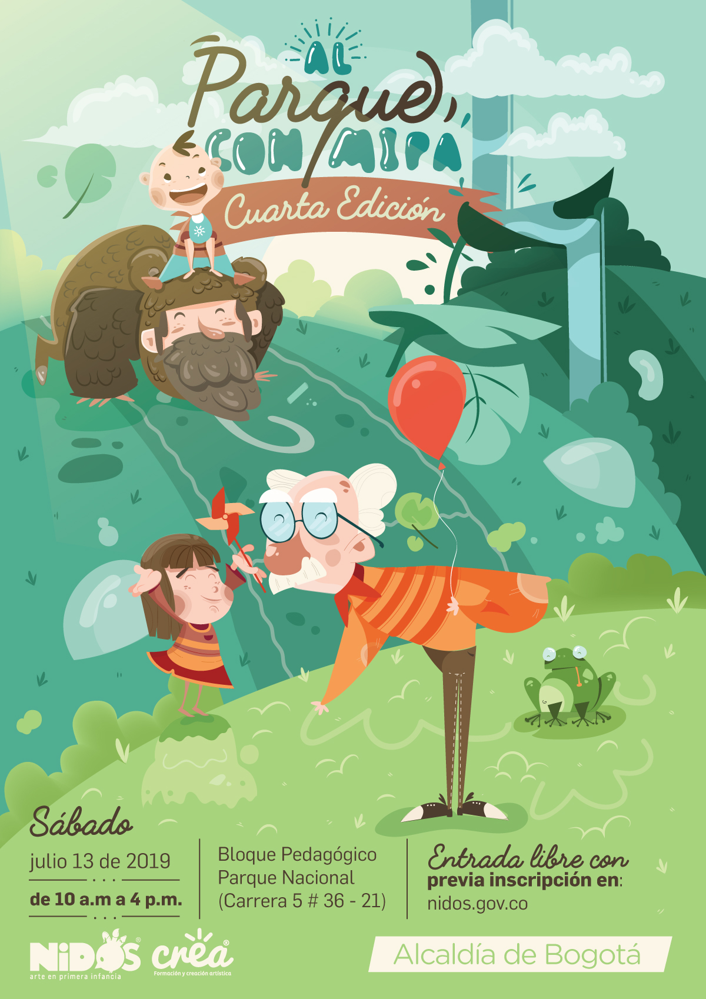 AL
Parque,
CON MI PA
Cuarta Edición
Sábado
julio 13 de 2019
de 10 a.m a 4 p.m.
Bloque Pedagógico
Parque Nacional
(Carrera 5 # 36 - 21)
Entrada libre con
previa inscripción en:
nidos.gov.co
NiDOS®
arte en primera infancia
crea®
Formación y creación artística
Alcaldía de Bogotá